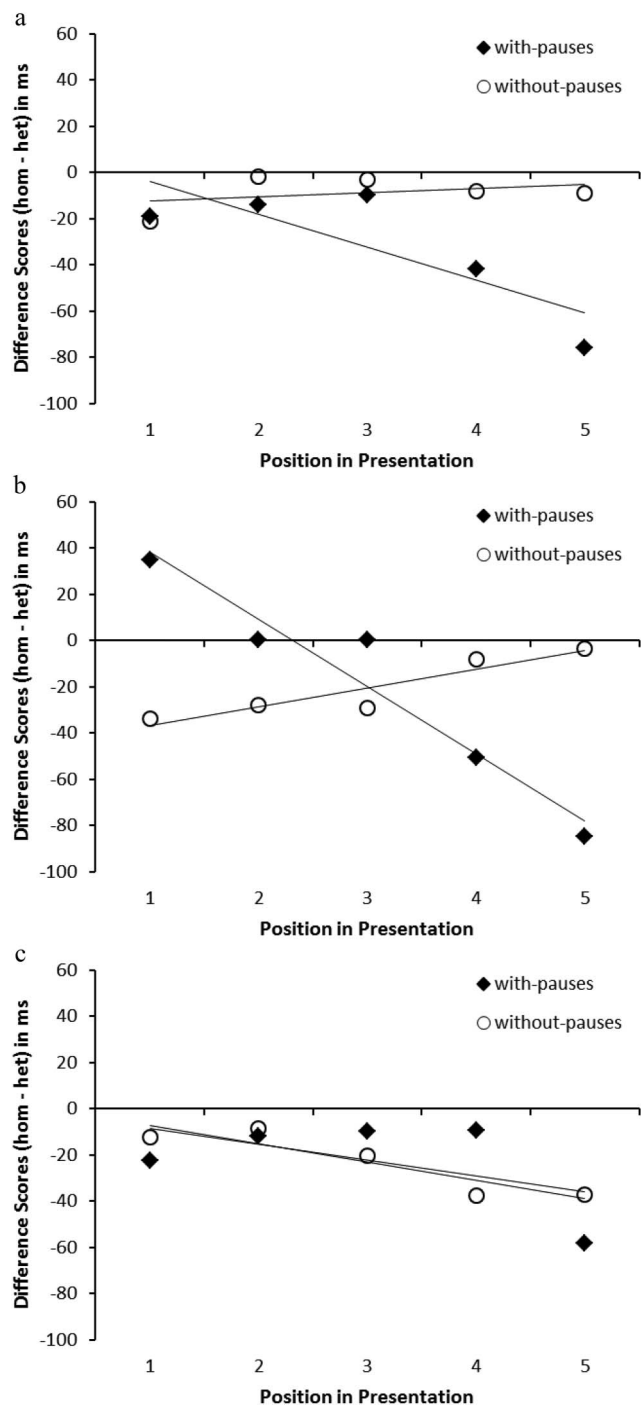 a
60
40
20
0
-20
-40
-60
-80
-100
Difference Scores (hom - het) in ms
with-pauses
without-pauses
1 2 3 4 5
Position in Presentation
b
60
40
20
0
-20
-40
-60
-80
-100
Difference Scores (hom - het) in ms
with-pauses
without-pauses
1 2 3 4 5
Position in Presentation
c
60
40
20
0
-20
-40
-60
-80
-100
Difference Scores (hom - het) in ms
with-pauses
without-pauses
1 2 3 4 5
Position in Presentation